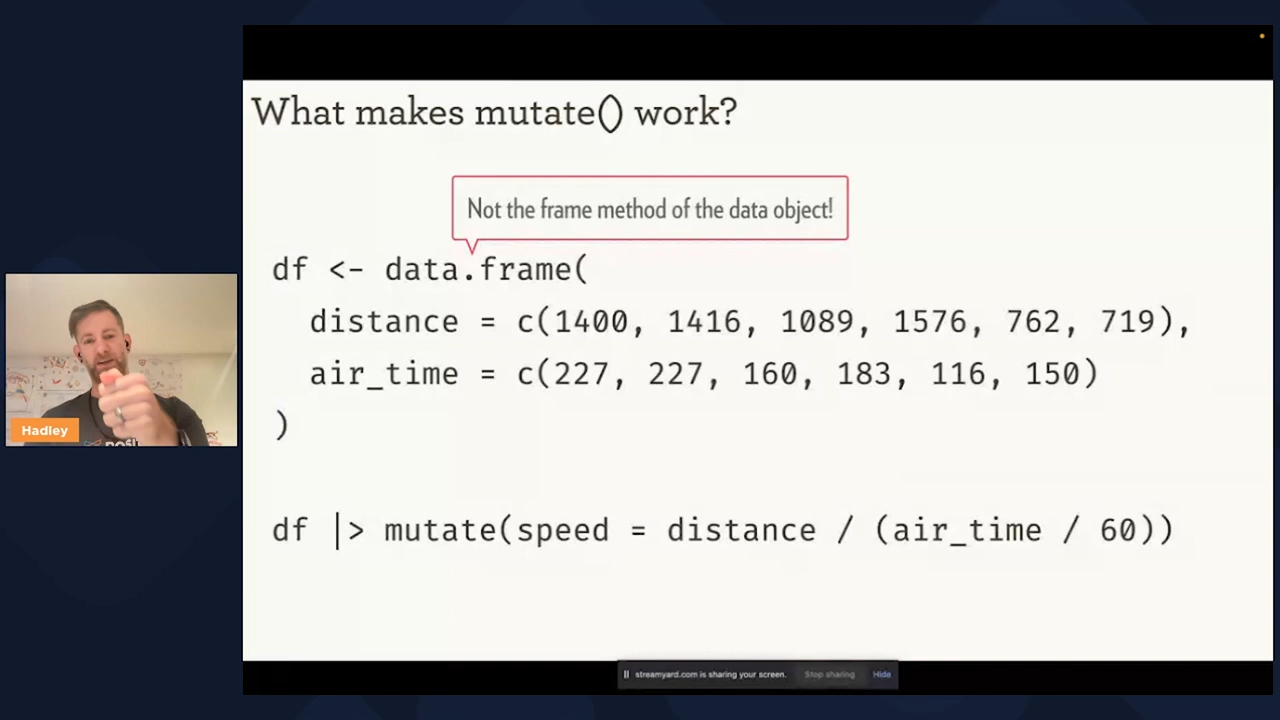 What makes mutate() work?
Not the frame method of the data object!
df <- data.frame(
distance = c(1400, 1416, 1089, 1576, 762, 719),
air_time = c(227, 227, 160, 183, 116, 150)
)
df |> mutate(speed = distance / (air_time / 60))
Hadley
streamyard.com is sharing your screen. Stop sharing Hide